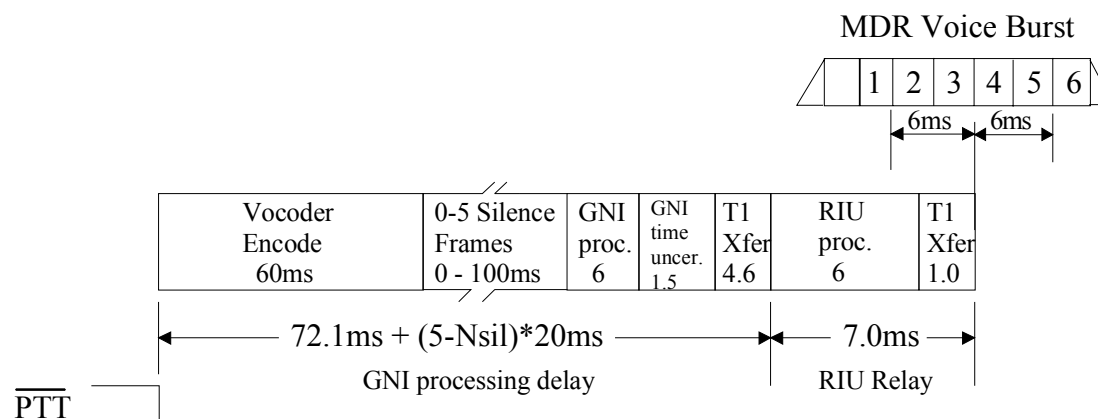 MDR Voice Burst
1 2 3 4 5 6
6ms 6ms
Vocoder
Encode
60ms
0-5 Silence
Frames
0 - 100ms
GNI
proc.
6
GNI
time
uncer.
1.5
T1
Xfer
4.6
RIU
proc.
6
T1
Xfer
1.0
72.1ms + (5-Nsil)*20ms
7.0ms
GNI processing delay
RIU Relay
PTT